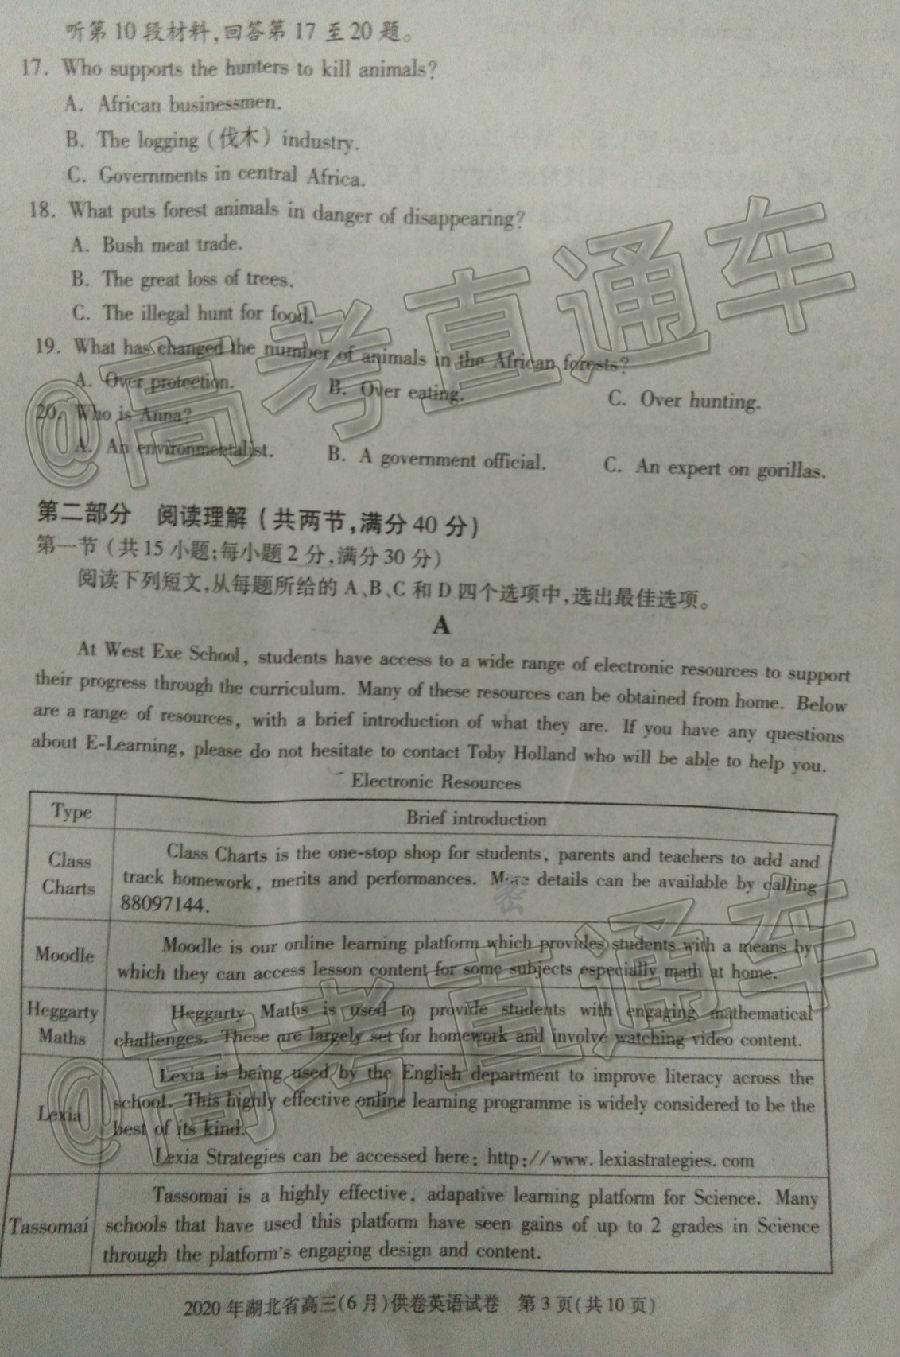 听第10段材料,回答第17至20题。
17. Who supports the hunters to kill animals?
A. African businessmen.
B. The logging (伐木) industry.
C. Governments in central Africa.
18. What puts forest animals in danger of disappearing?
A. Bush meat trade.
B. The great loss of trees.
C. The illegal hunt for food.
19. What has changed the number of animals in the African forests?
A. Over protection. B. Over eating. C. Over hunting.
20. Who is Anna?
A. An environmentalist. B. A government official. C. An expert on gorillas.
第二部分 阅读理解(共两节,满分40分)
第一节(共15小题;每小题2分,满分30分)
阅读下列短文,从每题所给的A、B、C和D四个选项中,选出最佳选项。
A
At West Exe School, students have access to a wide range of electronic resources to support
their progress through the curriculum. Many of these resources can be obtained from home. Below
are a range of resources, with a brief introduction of what they are. If you have any questions
about E-Learning, please do not hesitate to contact Toby Holland who will be able to help you.
Electronic Resources
Type Brief introduction
Class Charts
Class Charts is the one-stop shop for students, parents and teachers to add and
track homework, merits and performances. More details can be available by calling
88097144.
Moodle
Moodle is our online learning platform which provides students with a means by
which they can access lesson content for some subjects especially math at home.
Heggarty Maths
Heggarty Maths is used to provide students with engaging mathematical
challenges. These are largely set for homework and involve watching video content.
Lexia
Lexia is being used by the English department to improve literacy across the
school. This highly effective online learning programme is widely considered to be the
best of its kind.
Lexia Strategies can be accessed here: http://www.lexiastrategies.com
Tassomai
Tassomai is a highly effective, adapative learning platform for Science. Many
schools that have used this platform have seen gains of up to 2 grades in Science
through the platform's engaging design and content.
2020年湖北省高三(6月)供卷英语试卷 第3页(共10页)
@高考直通车
@高考直通车